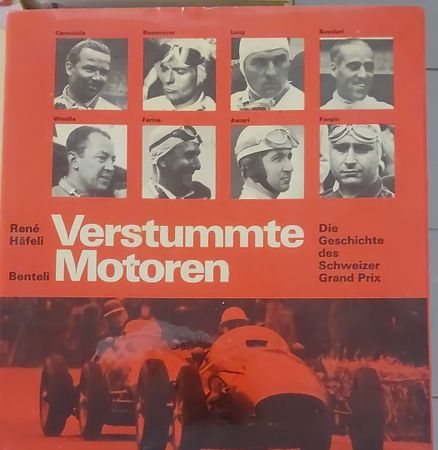 Caracciola Rosemeyer Lang Nuvolari
Wimille Farina Ascari Fangio
René
Häfeli
Benteli
Verstummte
Motoren
Die
Geschichte
des
Schweizer
Grand Prix